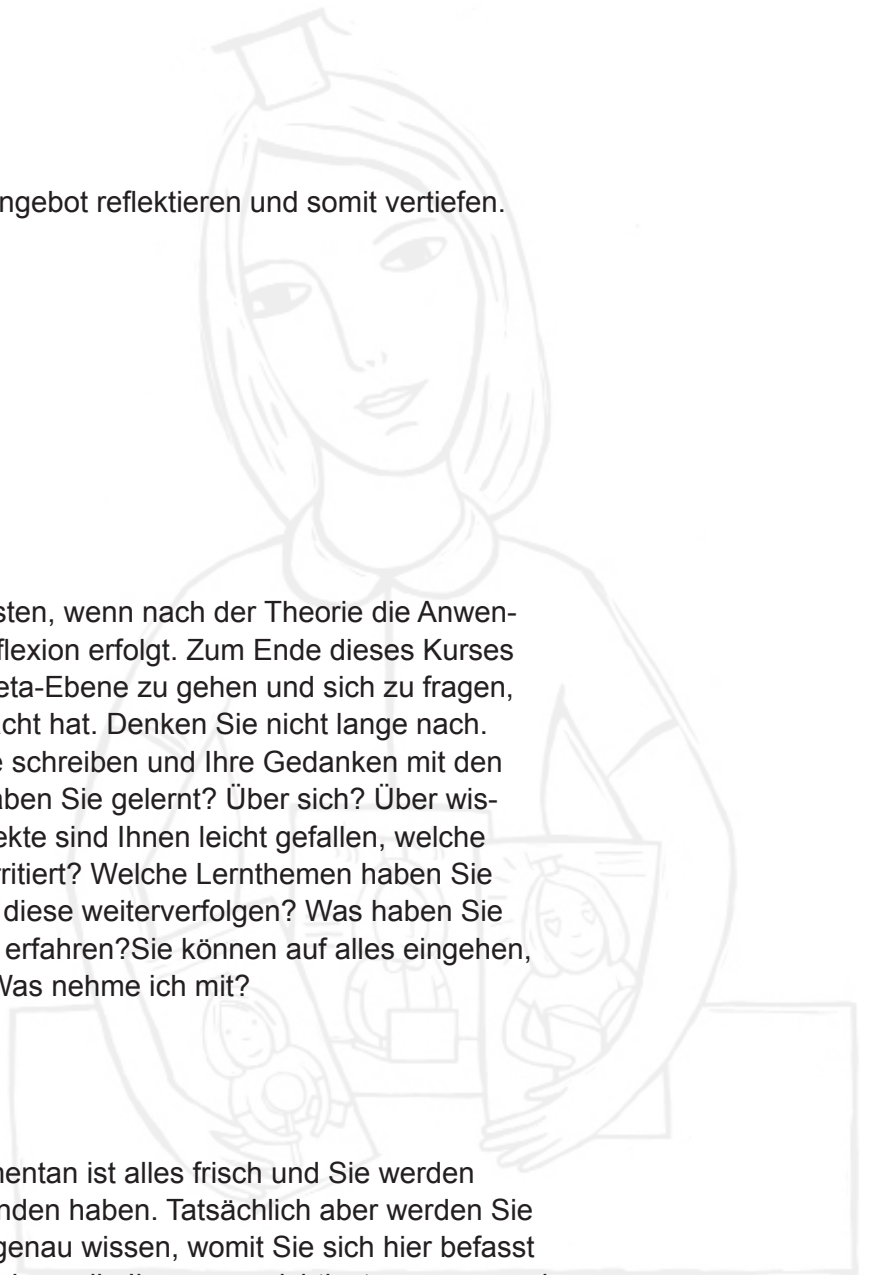 ngebot reflektieren und somit vertiefen.
sten, wenn nach der Theorie die Anwen-
flexion erfolgt. Zum Ende dieses Kurses
eta-Ebene zu gehen und sich zu fragen,
cht hat. Denken Sie nicht lange nach.
e schreiben und Ihre Gedanken mit den
aben Sie gelernt? Über sich? Über wis-
ekte sind Ihnen leicht gefallen, welche
rritiert? Welche Lernthemen haben Sie
diese weiterverfolgen? Was haben Sie
erfahren?Sie können auf alles eingehen,
Was nehme ich mit?
nentan ist alles frisch und Sie werden
nden haben. Tatsächlich aber werden Sie
genau wissen, womit Sie sich hier befasst